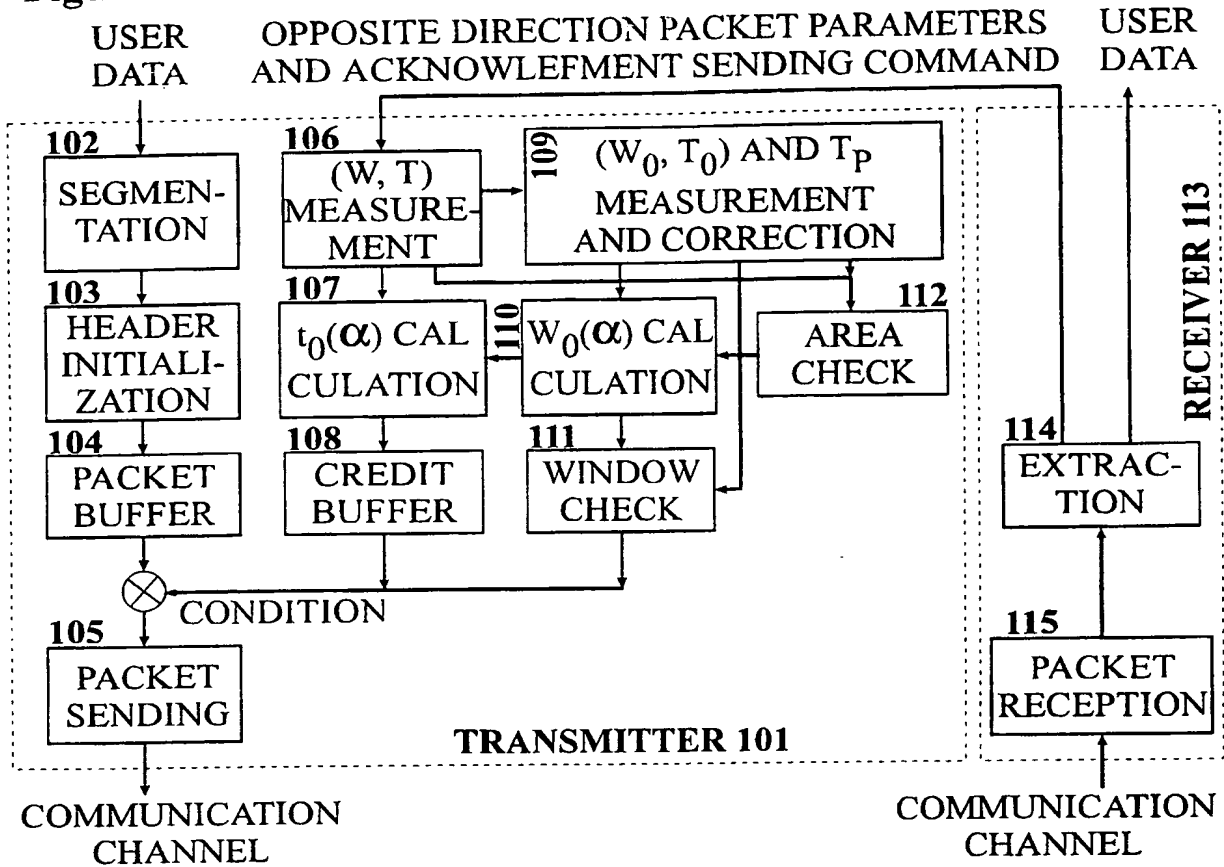 USER DATA
OPPOSITE DIRECTION PACKET PARAMETERS
AND ACKNOWLEFMENT SENDING COMMAND
USER DATA
102
SEGMEN-
TATION
106
(W, T)
MEASURE-
MENT
109
(W0, T0) AND TP
MEASUREMENT
AND CORRECTION
103
HEADER
INITIALI-
ZATION
107
t0(α) CAL
CULATION
110
W0(α) CAL
CULATION
112
AREA
CHECK
104
PACKET
BUFFER
108
CREDIT
BUFFER
111
WINDOW
CHECK
CONDITION
105
PACKET
SENDING
TRANSMITTER 101
COMMUNICATION
CHANNEL
RECEIVER 113
114
EXTRAC-
TION
115
PACKET
RECEPTION
COMMUNICATION
CHANNEL